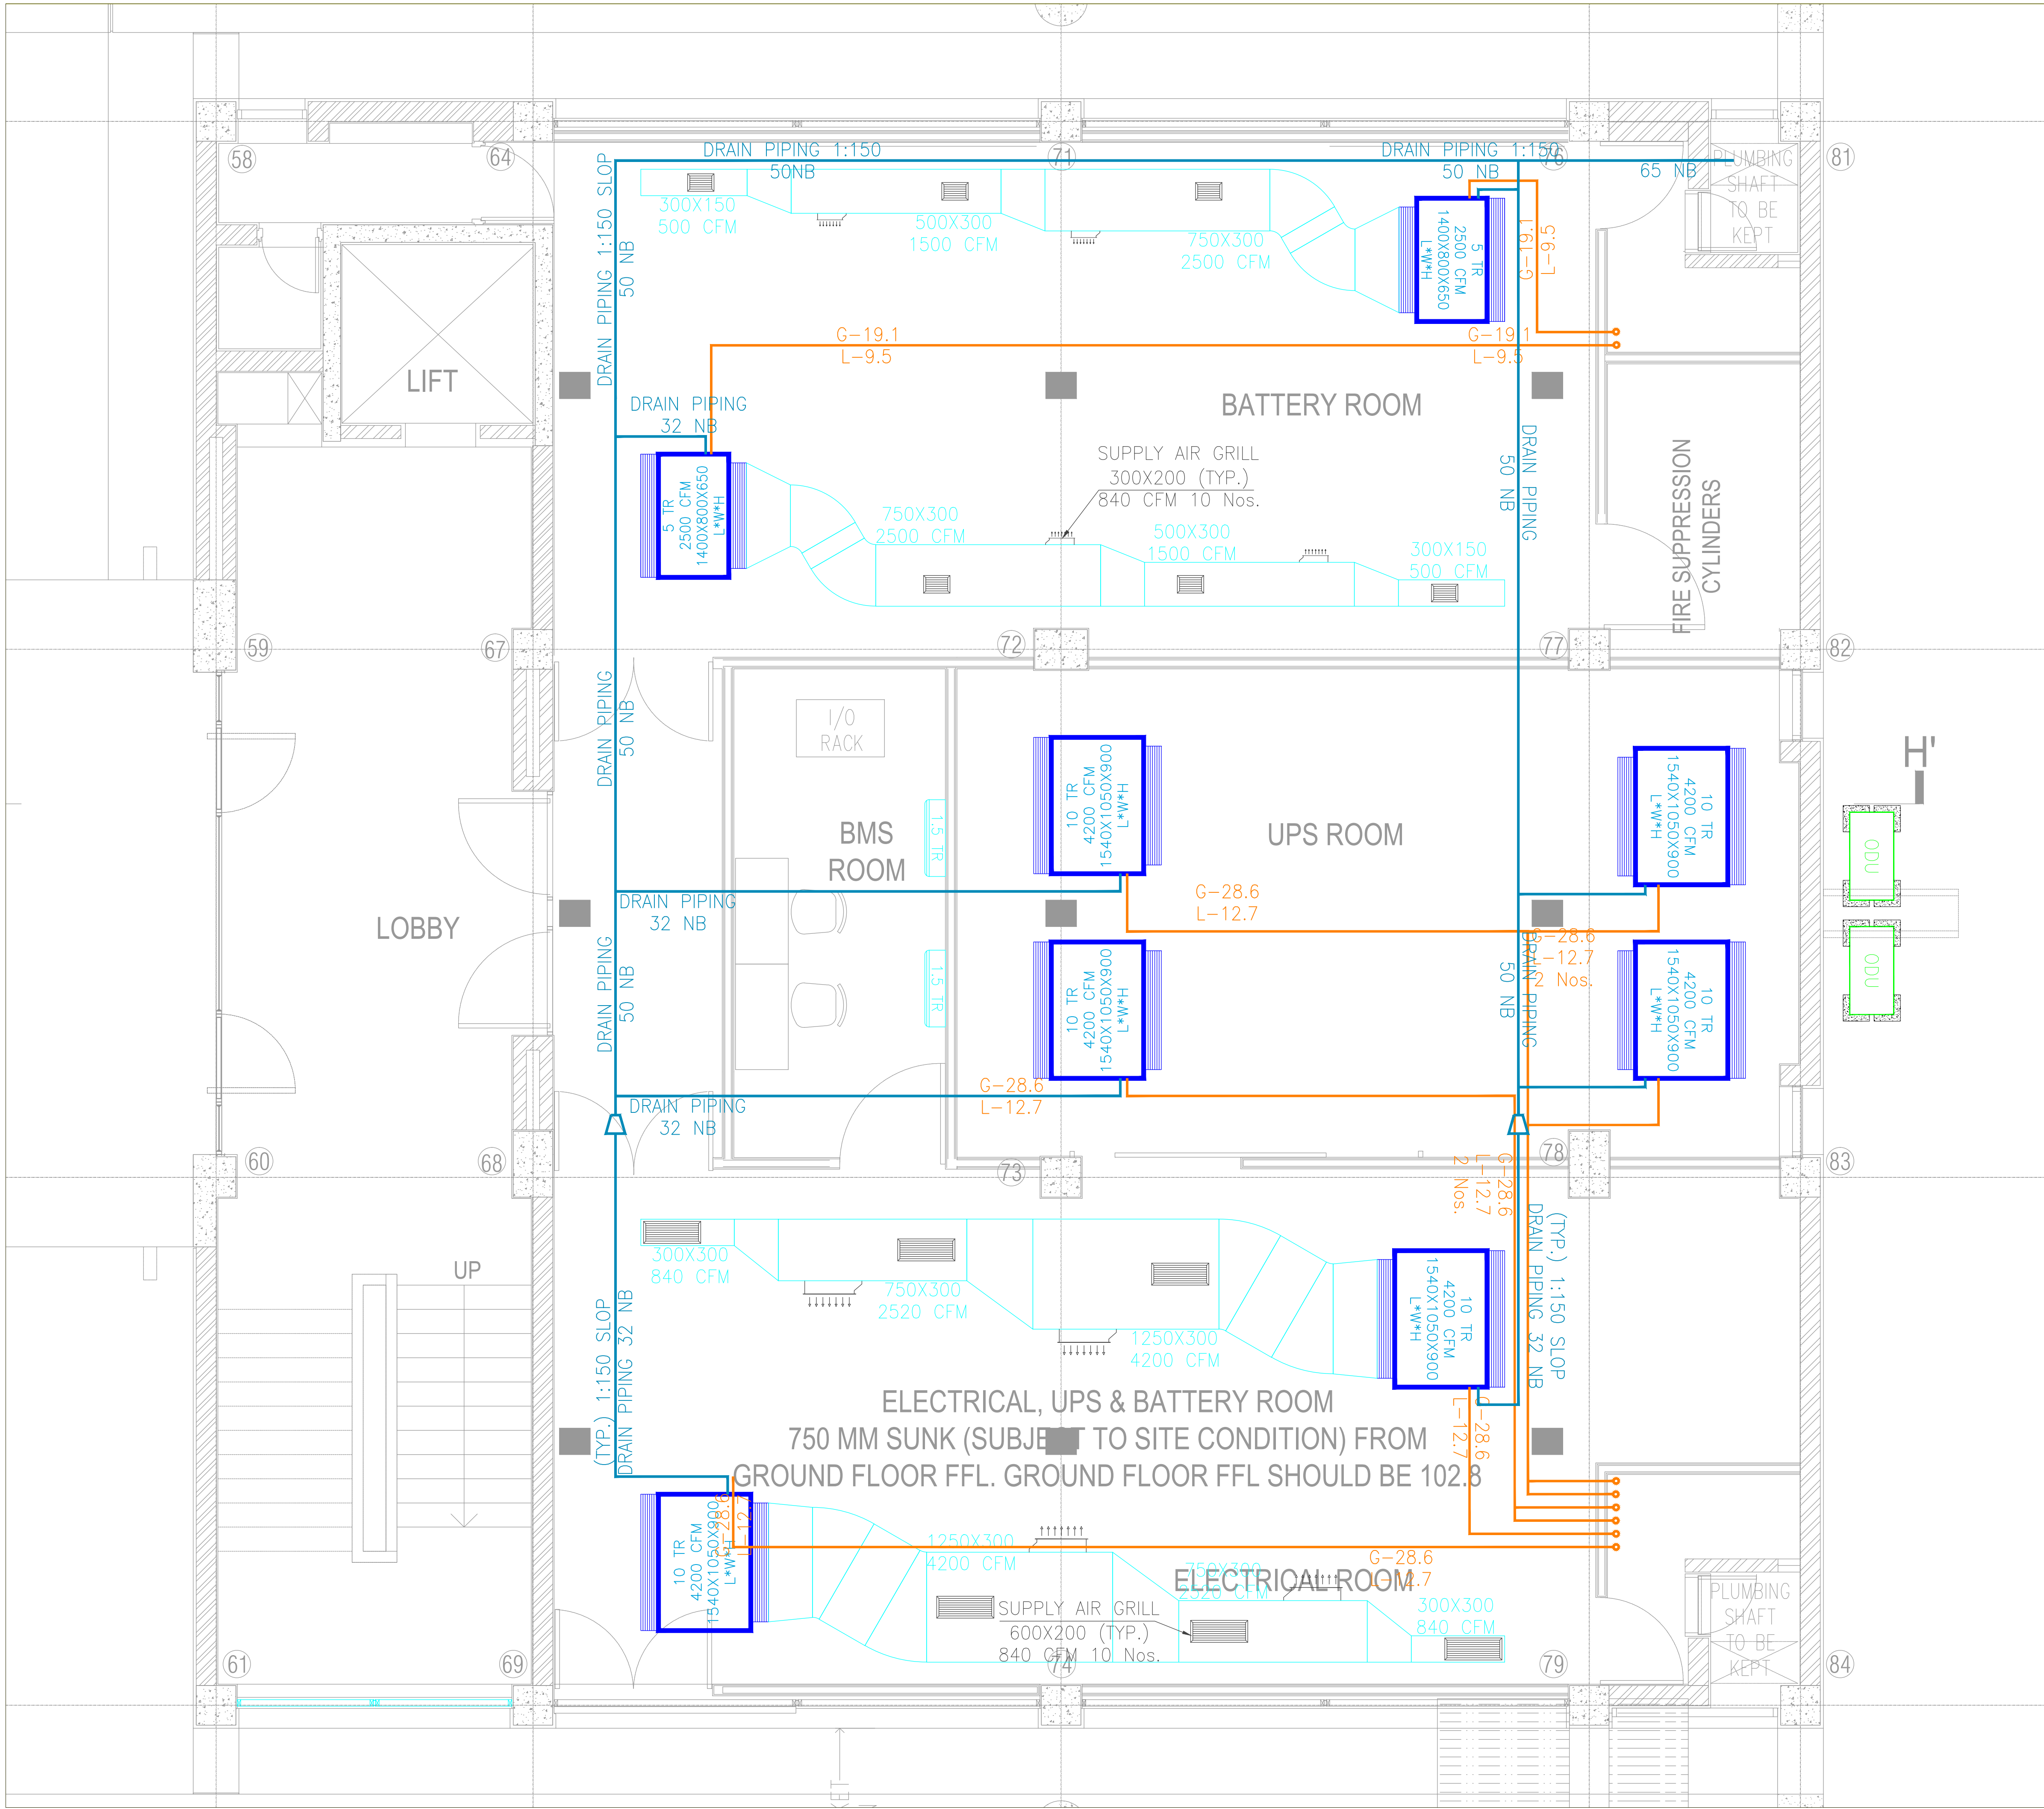 58
64
DRAIN PIPING 1:150
50NB
71
DRAIN PIPING 1:150
50 NB
76
65 NB
PLUMBING
SHAFT
TO BE
KEPT
81
DRAIN PIPING 1:150 SLOP
50 NB
300X150
500 CFM
500X300
1500 CFM
750X300
2500 CFM
5 TR
2500 CFM
1400X800X650
L*W*H
G-19.1
L-9.5
G-19.1
L-9.5
G-19.1
L-9.5
LIFT
DRAIN PIPING
32 NB
BATTERY ROOM
SUPPLY AIR GRILL
300X200 (TYP.)
840 CFM 10 Nos.
DRAIN PIPING
50 NB
FIRE SUPPRESSION
CYLINDERS
5 TR
2500 CFM
1400X800X650
L*W*H
750X300
2500 CFM
500X300
1500 CFM
300X150
500 CFM
59
67
72
77
82
DRAIN PIPING
50 NB
I/O
RACK
10 TR
4200 CFM
1540X1050X900
L*W*H
10 TR
4200 CFM
1540X1050X900
L*W*H
H'
BMS
ROOM
1.5 TR
UPS ROOM
ODU
LOBBY
DRAIN PIPING
32 NB
G-28.6
L-12.7
G-28.6
L-12.7
2 Nos.
DRAIN PIPING
50 NB
DRAIN PIPING
50 NB
1.5 TR
10 TR
4200 CFM
1540X1050X900
L*W*H
10 TR
4200 CFM
1540X1050X900
L*W*H
ODU
G-28.6
L-12.7
DRAIN PIPING
32 NB
60
68
73
78
83
G-28.6
L-12.7
2 Nos.
(TYP.) 1:150 SLOP
DRAIN PIPING 32 NB
UP
300X300
840 CFM
750X300
2520 CFM
1250X300
4200 CFM
10 TR
4200 CFM
1540X1050X900
L*W*H
(TYP.) 1:150 SLOP
DRAIN PIPING 32 NB
G-28.6
L-12.7
ELECTRICAL, UPS & BATTERY ROOM
750 MM SUNK (SUBJECT TO SITE CONDITION) FROM
GROUND FLOOR FFL. GROUND FLOOR FFL SHOULD BE 102.8
10 TR
4200 CFM
1540X1050X900
L*W*H
G-28.6
L-12.7
1250X300
4200 CFM
G-28.6
L-12.7
750X300
2520 CFM
ELECTRICAL ROOM
300X300
840 CFM
SUPPLY AIR GRILL
600X200 (TYP.)
840 CFM 10 Nos.
PLUMBING
SHAFT
TO BE
KEPT
61
69
74
79
84